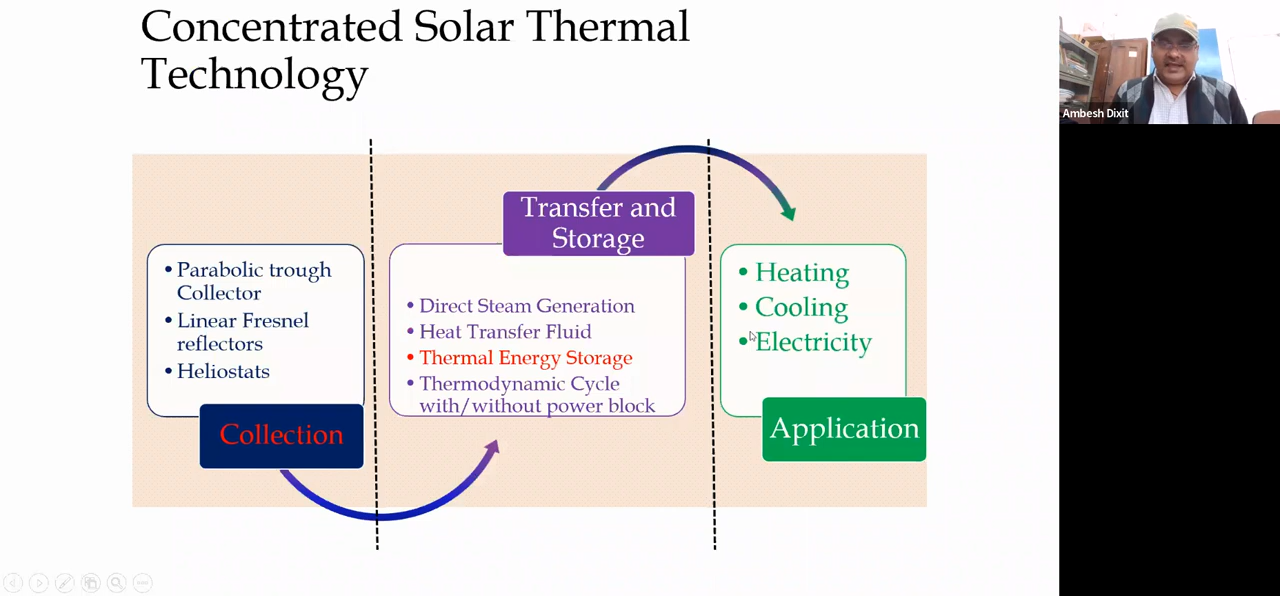 Concentrated Solar Thermal
Technology
Ambesh Dixit
Transfer and
Storage
• Parabolic trough
Collector
• Linear Fresnel
reflectors
• Heliostats
Collection
• Direct Steam Generation
• Heat Transfer Fluid
• Thermal Energy Storage
• Thermodynamic Cycle
with/without power block
• Heating
• Cooling
• Electricity
Application